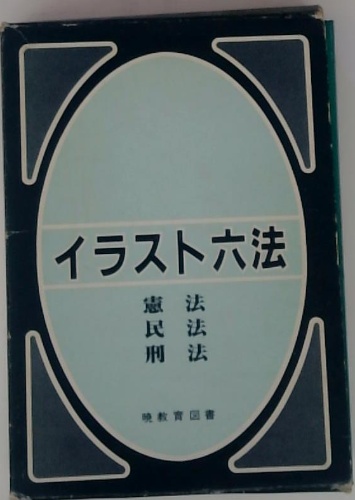 イラスト六法
憲法
民法
刑法
暁教育図書